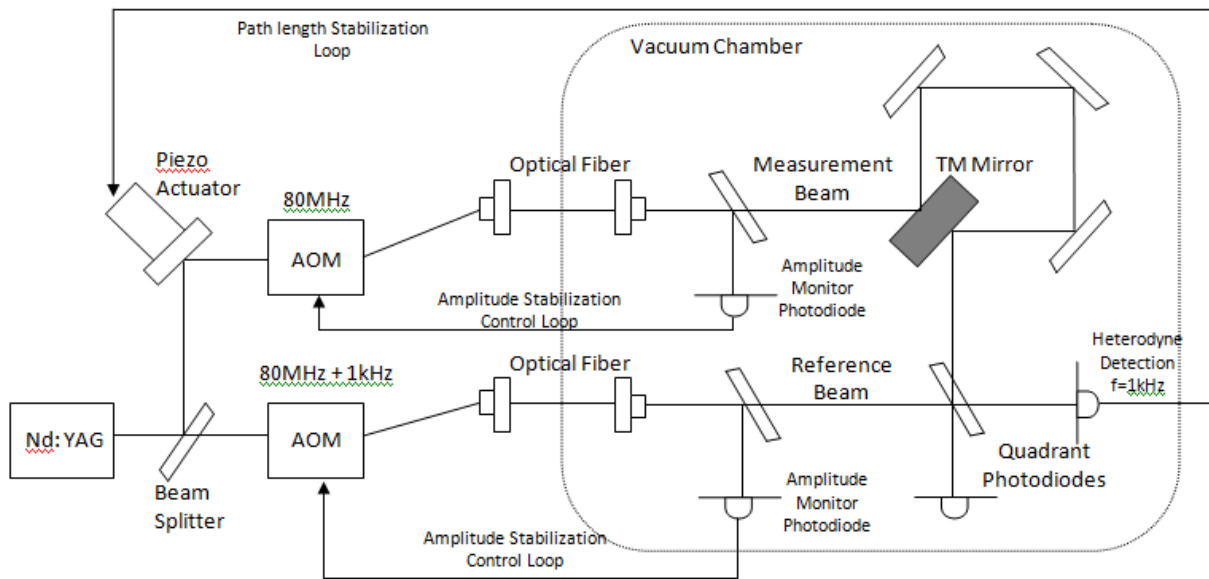 Path length Stabilization
Loop
Vacuum Chamber
Piezo
Actuator
80MHz
AOM
Optical Fiber
Measurement
Beam
TM Mirror
Amplitude
Monitor
Photodiode
Amplitude Stabilization
Control Loop
80MHz + 1kHz
AOM
Optical Fiber
Reference
Beam
Heterodyne
Detection
f=1kHz
Nd: YAG
Beam
Splitter
Quadrant
Photodiodes
Amplitude
Monitor
Photodiode
Amplitude Stabilization
Control Loop